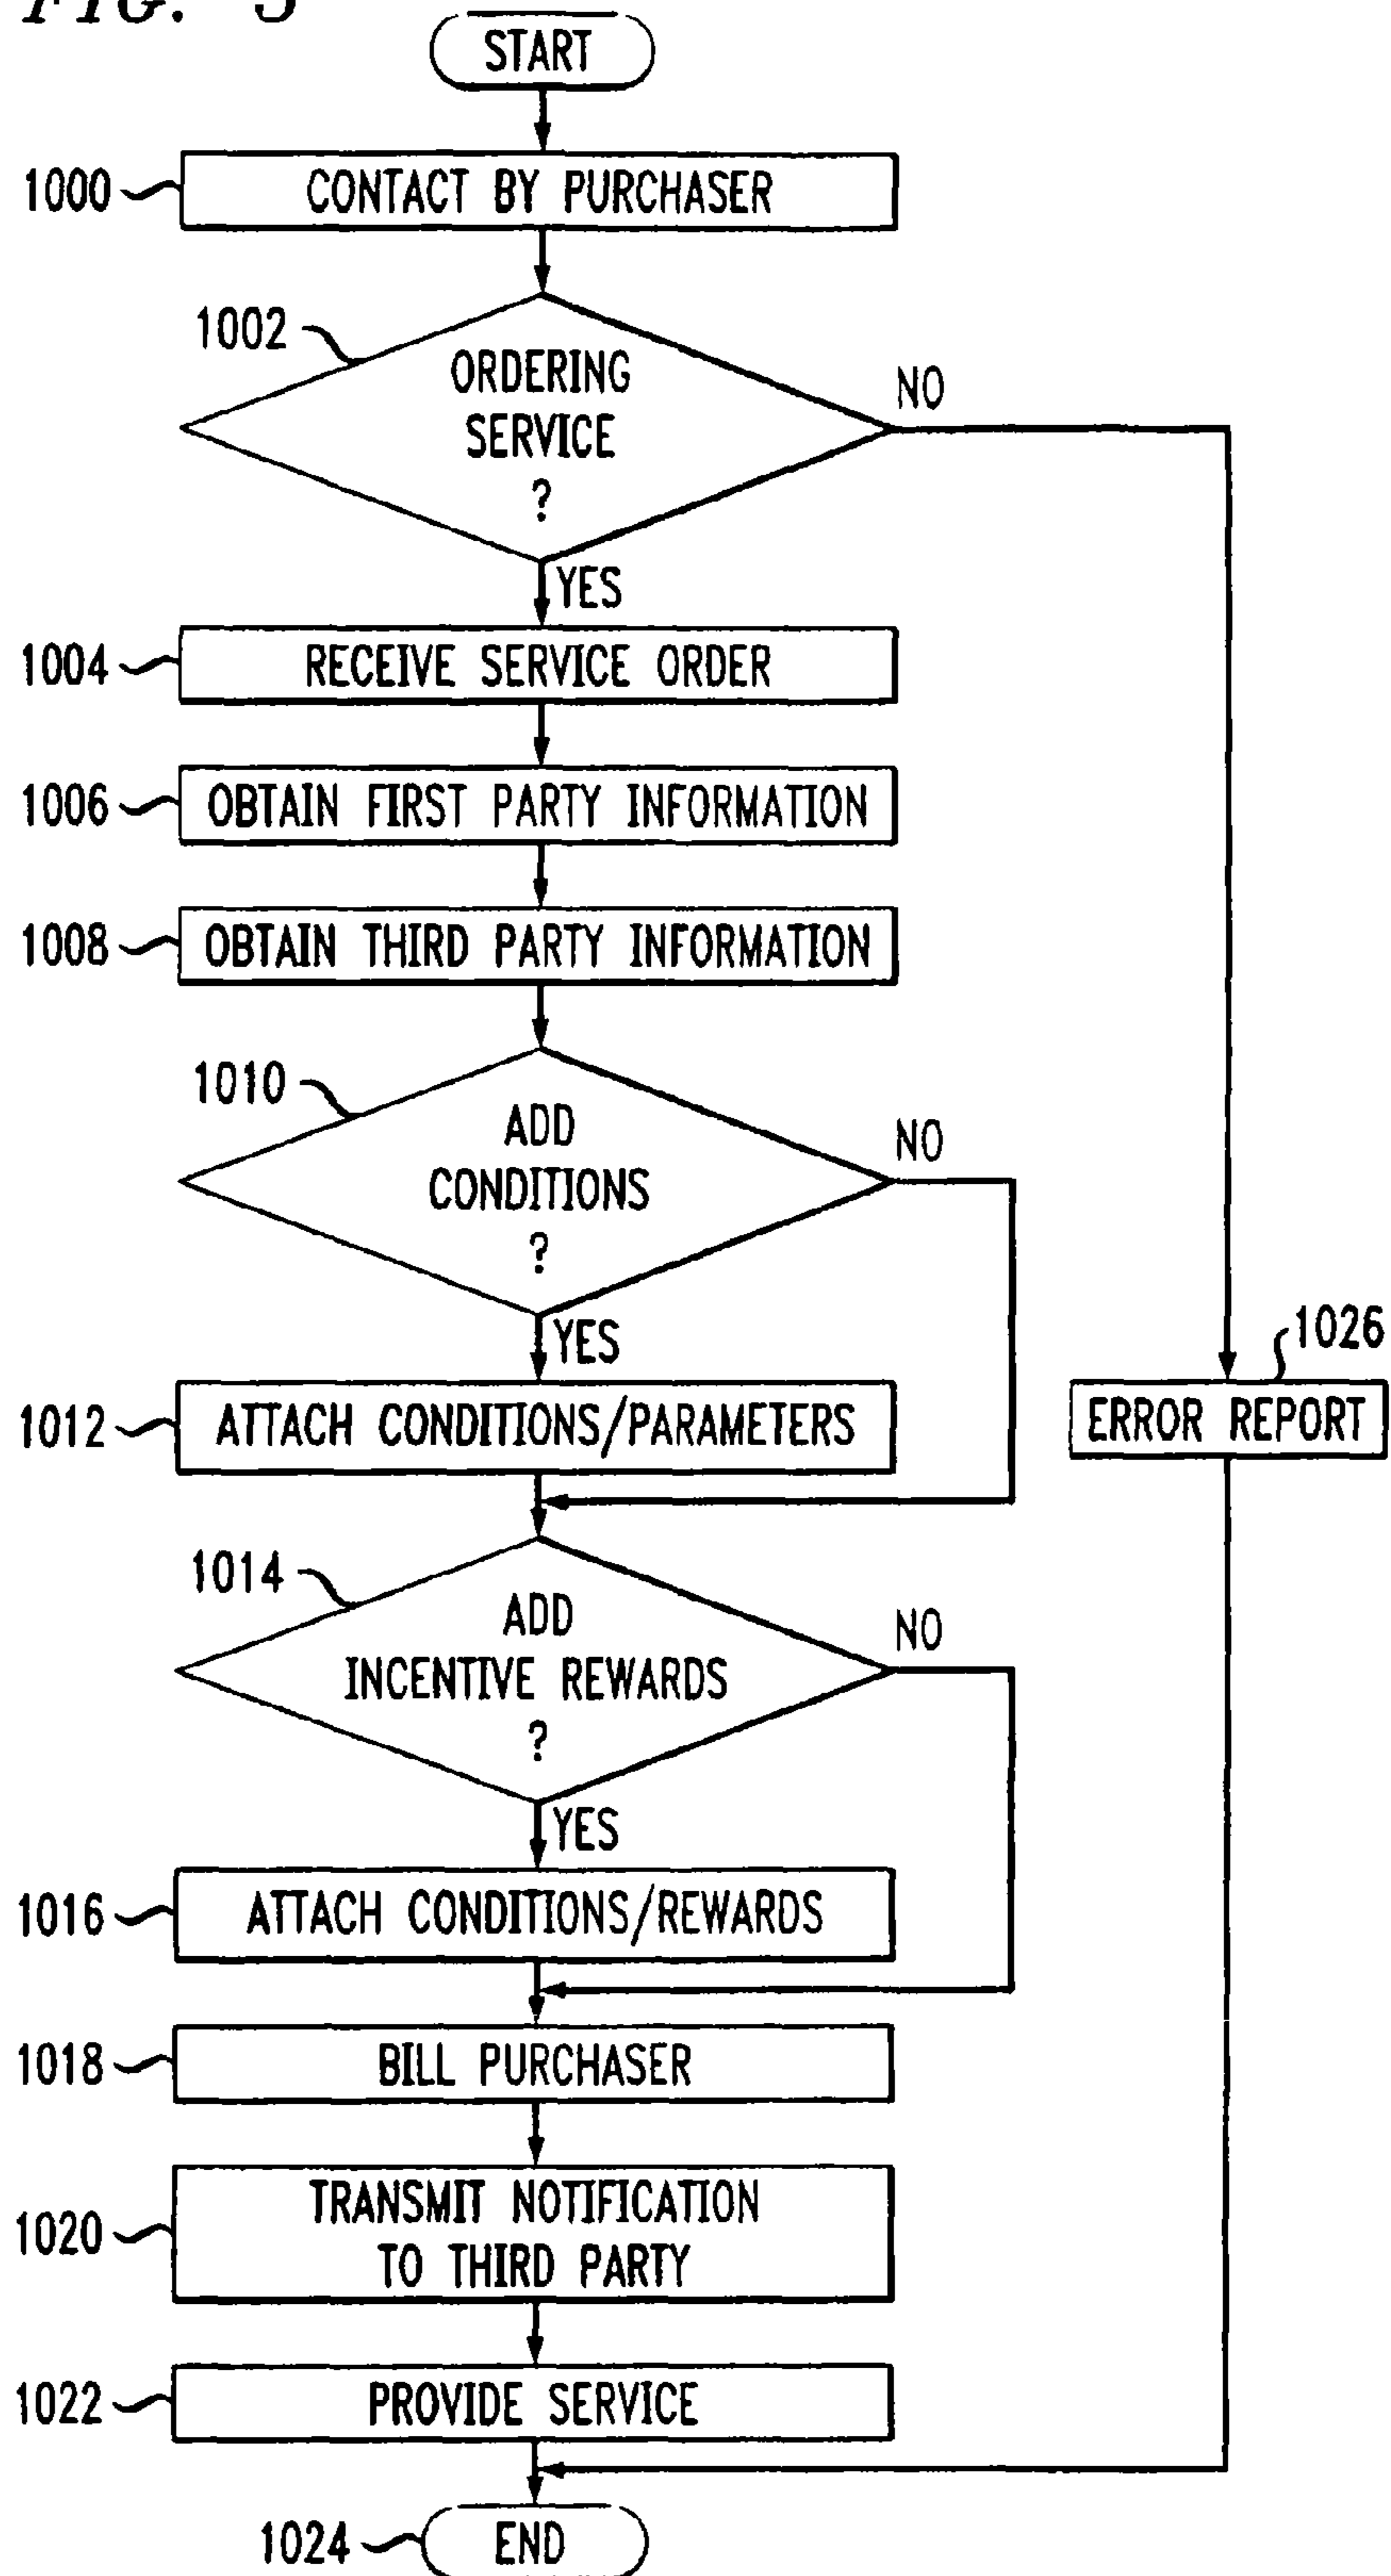 FIG. 5
START
1000
CONTACT BY PURCHASER
1002
ORDERING
SERVICE
?
NO
YES
1004
RECEIVE SERVICE ORDER
1006
OBTAIN FIRST PARTY INFORMATION
1008
OBTAIN THIRD PARTY INFORMATION
1010
ADD
CONDITIONS
?
NO
YES
1012
ATTACH CONDITIONS/PARAMETERS
1026
ERROR REPORT
1014
ADD
INCENTIVE REWARDS
?
NO
YES
1016
ATTACH CONDITIONS/REWARDS
1018
BILL PURCHASER
1020
TRANSMIT NOTIFICATION
TO THIRD PARTY
1022
PROVIDE SERVICE
1024
END